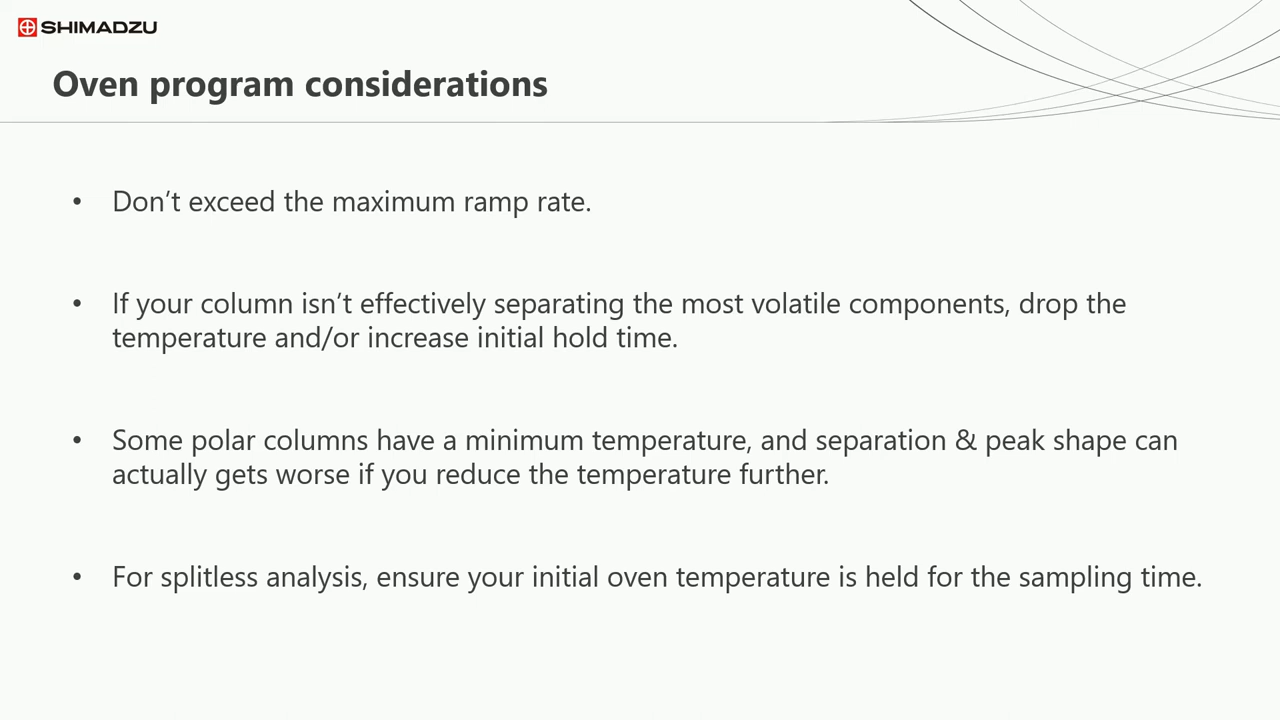 SHIMADZU
Oven program considerations
• Don’t exceed the maximum ramp rate.
• If your column isn’t effectively separating the most volatile components, drop the
temperature and/or increase initial hold time.
• Some polar columns have a minimum temperature, and separation & peak shape can
actually gets worse if you reduce the temperature further.
• For splitless analysis, ensure your initial oven temperature is held for the sampling time.